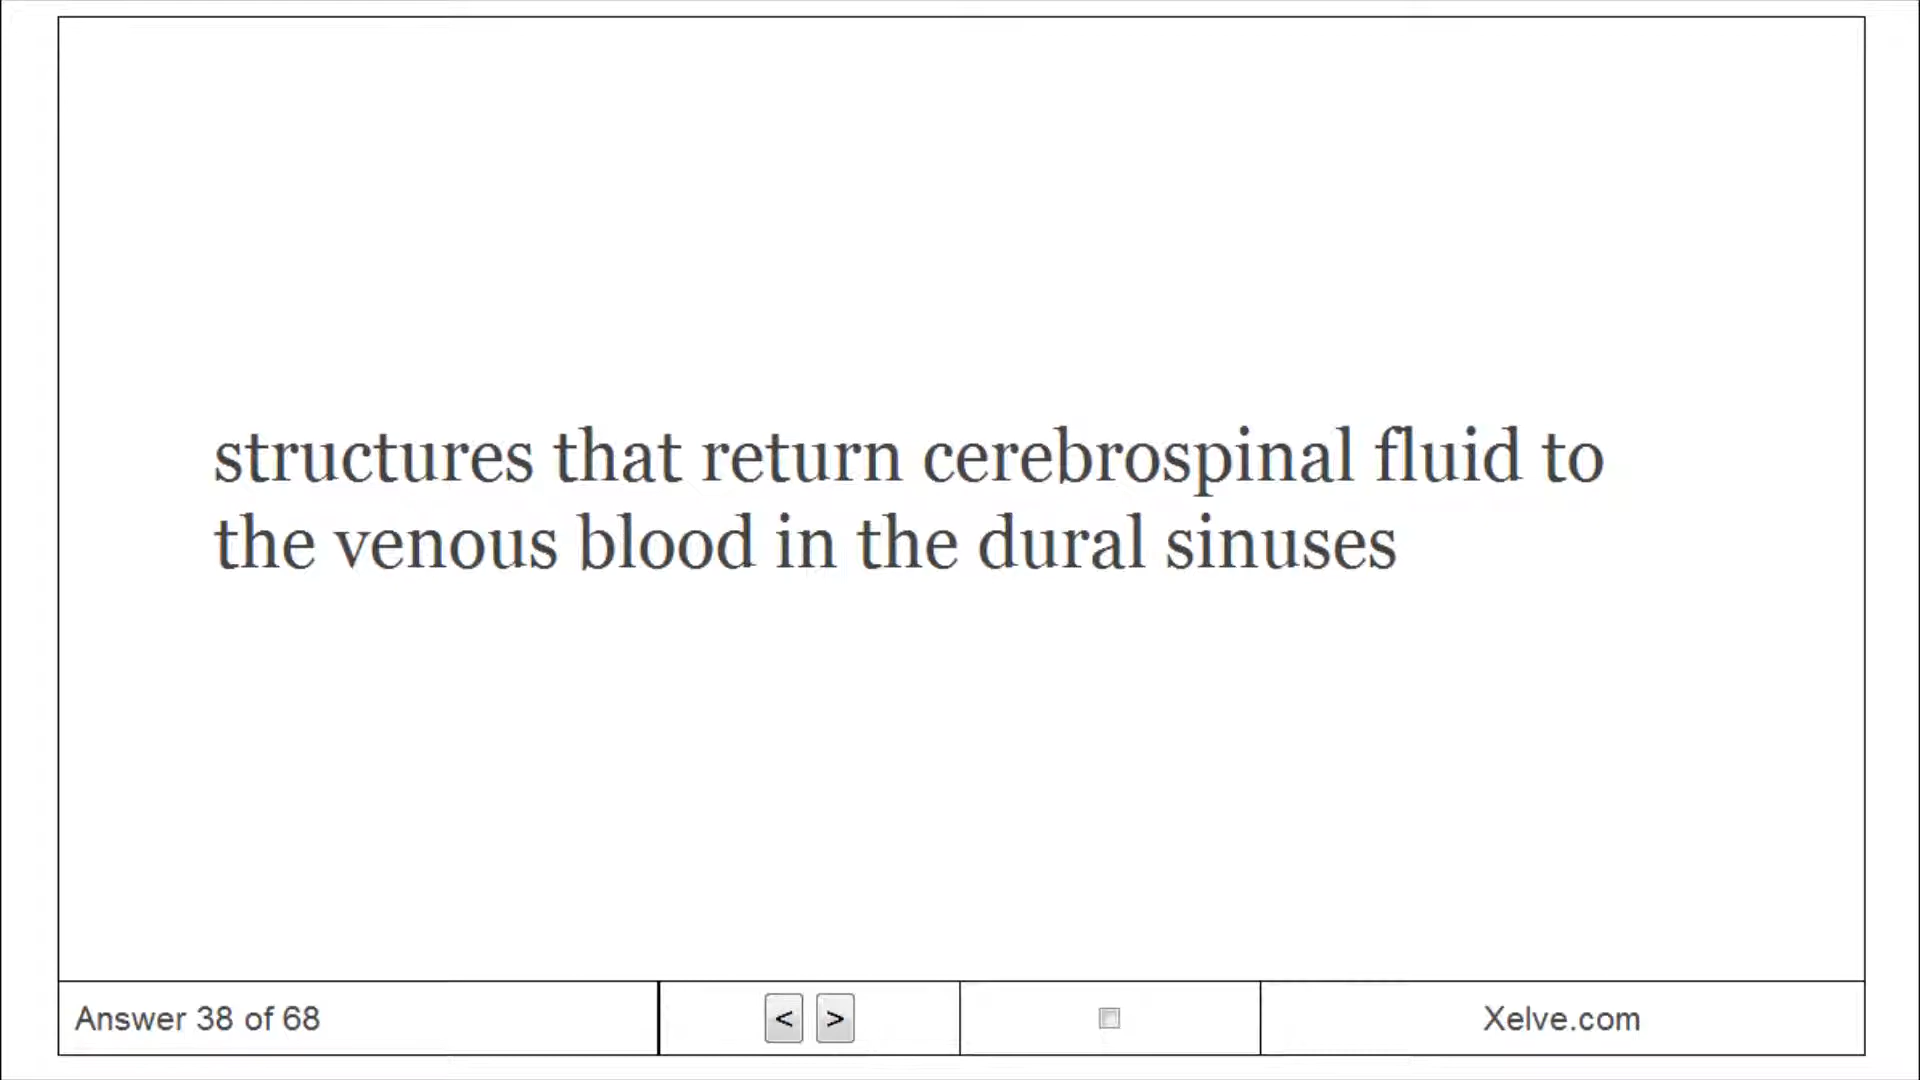 structures that return cerebrospinal fluid to
the venous blood in the dural sinuses
Answer 38 of 68
< >
Xelve.com